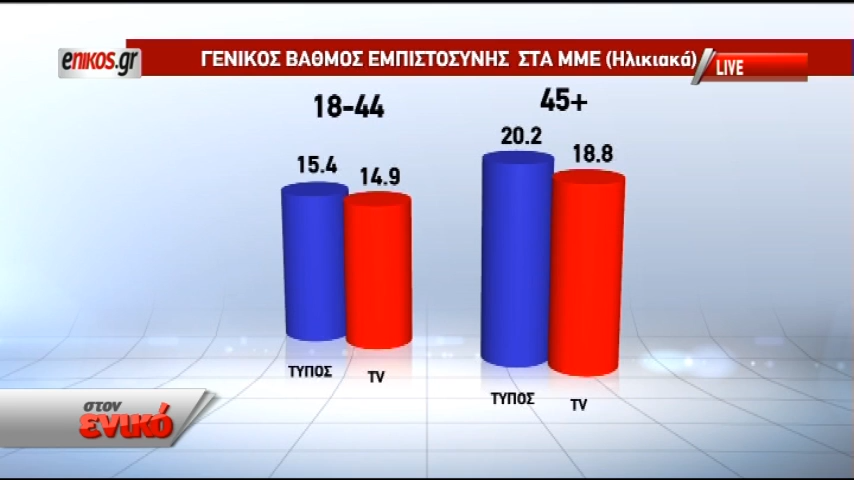 enikos.gr
ΓΕΝΙΚΟΣ ΒΑΘΜΟΣ ΕΜΠΙΣΤΟΣΥΝΗΣ ΣΤΑ ΜΜΕ (Ηλικιακά)
LIVE
18-44
45+
15.4
14.9
20.2
18.8
ΤΥΠΟΣ
TV
ΤΥΠΟΣ
TV
στον
ενικό